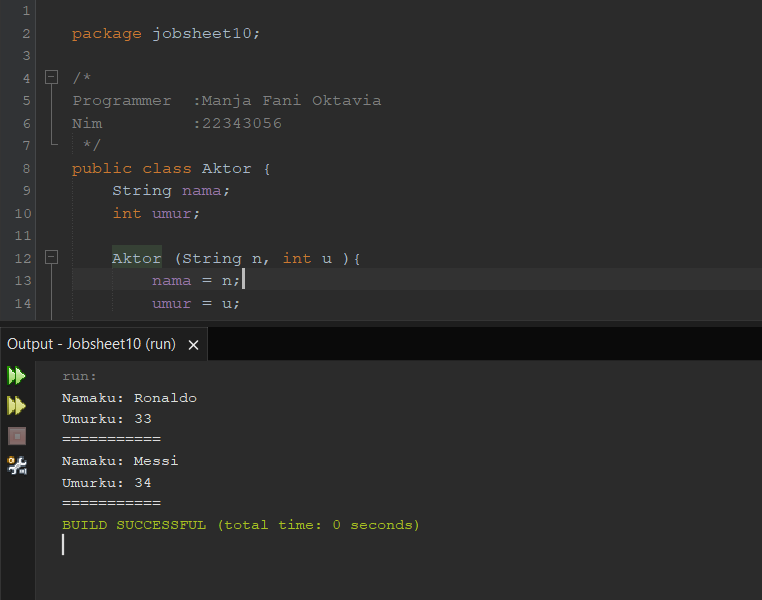 1
2 package jobsheet10;
3
4 /*
5 Programmer :Manja Fani Oktavia
6 Nim :22343056
7 */
8 public class Aktor {
9 String nama;
10 int umur;
11
12 Aktor (String n, int u ){
13 nama = n;
14 umur = u;
Output - Jobsheet10 (run) ×
run:
Namaku: Ronaldo
Umurku: 33
===========
Namaku: Messi
Umurku: 34
===========
BUILD SUCCESSFUL (total time: 0 seconds)